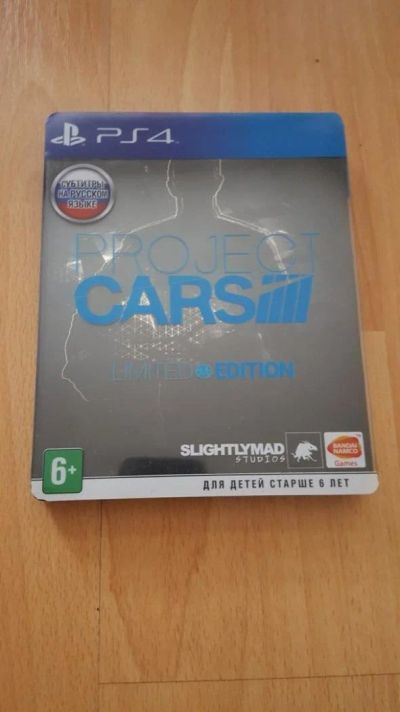 PS4
СУБТИТРЫ
НА РУССКОМ
ЯЗЫКЕ
PROJECT
CARS
LIMITED EDITION
SLIGHTLYMAD
STUDIOS
BANDAI
NAMCO
Games
6+
ДЛЯ ДЕТЕЙ СТАРШЕ 6 ЛЕТ